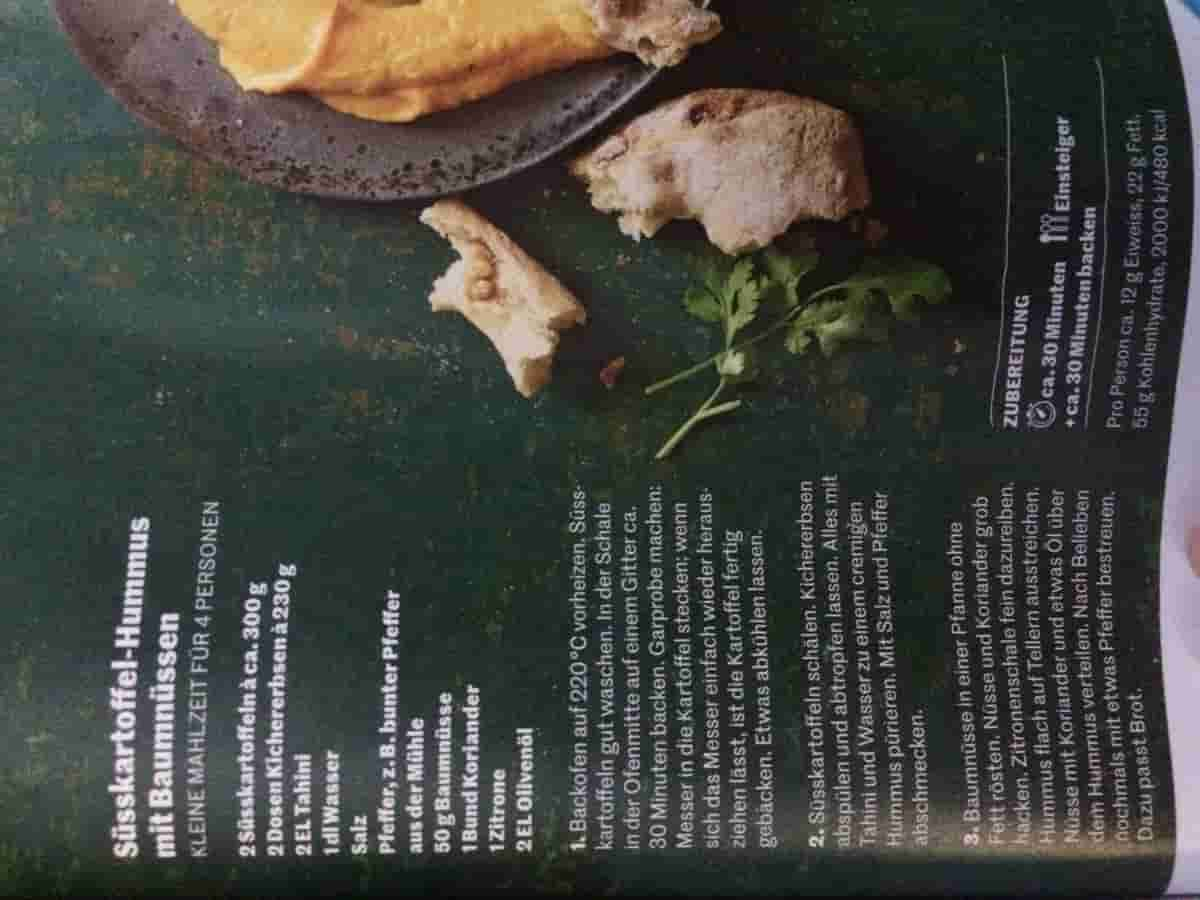 Süsskartoffel-Hummus
mit Baumnüssen
KLEINE MAHLZEIT FÜR 4 PERSONEN
2 Süsskartoffeln à ca. 300 g
2 Dosen Kichererbsen à 230 g
2 EL Tahini
1 dl Wasser
Salz
Pfeffer, z. B. bunter Pfeffer
aus der Mühle
50 g Baumnüsse
1 Bund Koriander
1 Zitrone
2 EL Olivenöl
1. Backofen auf 220 °C vorheizen. Süss-
kartoffeln gut waschen. In der Schale
in der Ofenmitte auf einem Gitter ca.
30 Minuten backen. Garprobe machen:
Messer in die Kartoffel stecken; wenn
sich das Messer einfach wieder heraus-
ziehen lässt, ist die Kartoffel fertig
gebacken. Etwas abkühlen lassen.
2. Süsskartoffeln schälen. Kichererbsen
abspülen und abtropfen lassen. Alles mit
Tahini und Wasser zu einem cremigen
Hummus pürieren. Mit Salz und Pfeffer
abschmecken.
3. Baumnüsse in einer Pfanne ohne
Fett rösten. Nüsse und Koriander grob
hacken. Zitronenschale fein dazureiben.
Hummus flach auf Tellern ausstreichen.
Nüsse mit Koriander und etwas Öl über
dem Hummus verteilen. Nach Belieben
nochmals mit etwas Pfeffer bestreuen.
Dazu passt Brot.
ZUBEREITUNG
ca. 30 Minuten Einsteiger
+ ca. 30 Minuten backen
Pro Person ca. 12 g Eiweiss, 22 g Fett,
55 g Kohlenhydrate, 2000 kJ/480 kcal